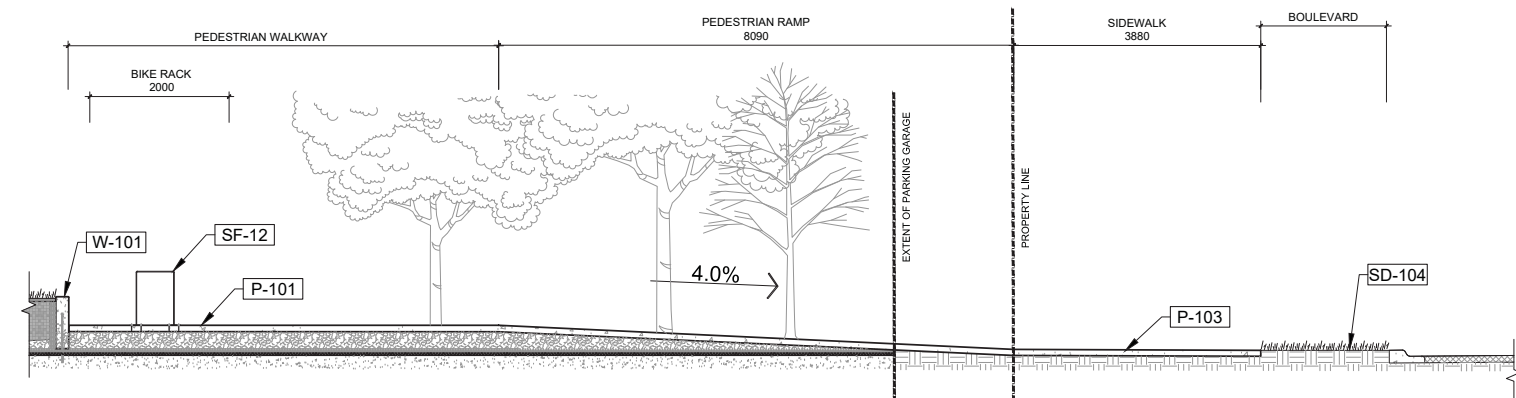 BOULEVARD
PEDESTRIAN RAMP
8090
SIDEWALK
3880
PEDESTRIAN WALKWAY
BIKE RACK
2000
EXTENT OF PARKING GARAGE
PROPERTY LINE
W-101
SF-12
P-101
4.0%
SD-104
P-103